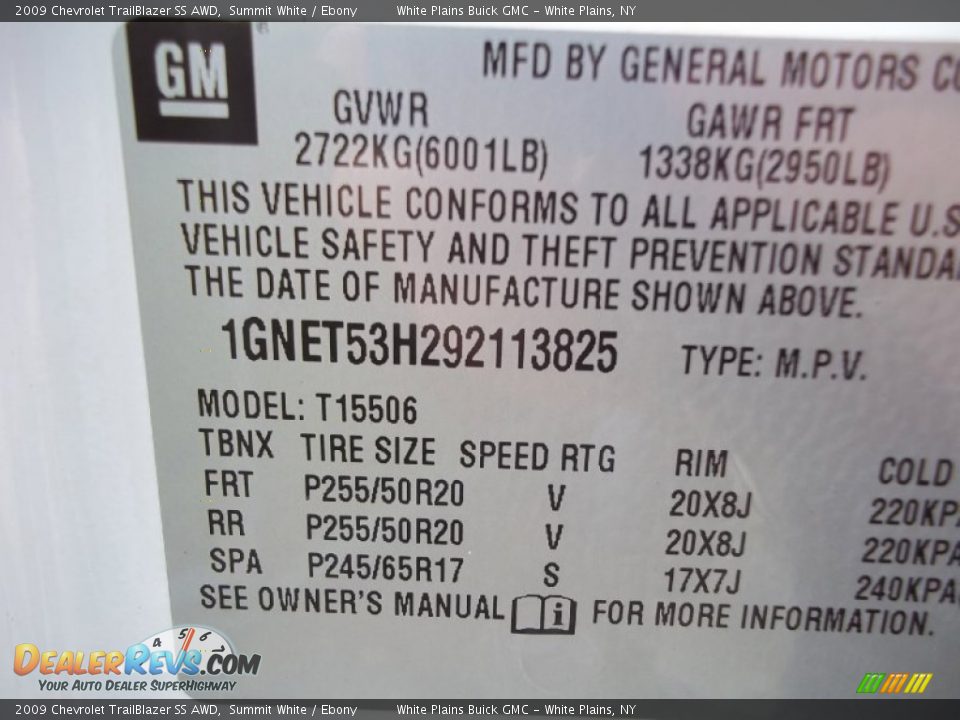 2009 Chevrolet TrailBlazer SS AWD, Summit White / Ebony White Plains Buick GMC - White Plains, NY
GM
MFD BY GENERAL MOTORS
GVWR GAWR FRT
2722KG(6001LB) 1338KG(2950LB)
THIS VEHICLE CONFORMS TO ALL APPLICABLE U.S
VEHICLE SAFETY AND THEFT PREVENTION STANDA
THE DATE OF MANUFACTURE SHOWN ABOVE.
1GNET53H292113825 TYPE: M.P.V.
MODEL: T15506
TBNX TIRE SIZE SPEED RTG RIM COLD
FRT P255/50R20 V 20X8J 220KPA
RR P255/50R20 V 20X8J 220KPA
SPA P245/65R17 S 17X7J 240KPA
SEE OWNER'S MANUAL i FOR MORE INFORMATION.
4 5 6 7
DEALERREVS.COM
YOUR AUTO DEALER SUPERHIGHWAY
2009 Chevrolet TrailBlazer SS AWD, Summit White / Ebony White Plains Buick GMC - White Plains, NY